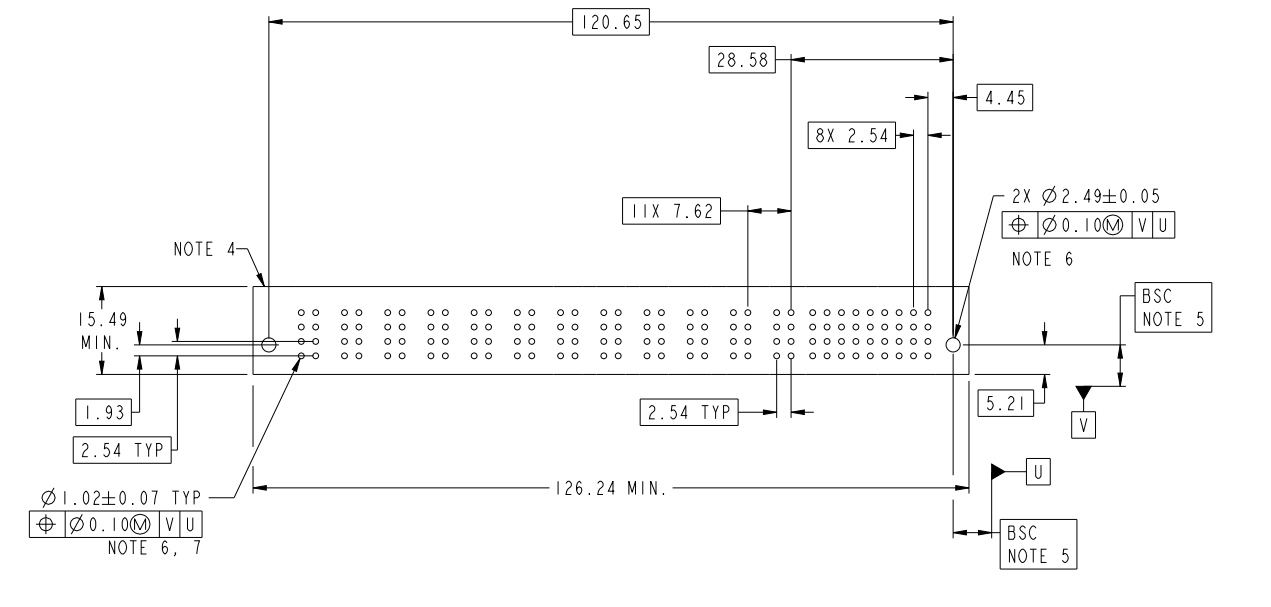 120.65
28.58
4.45
8X 2.54
11X 7.62
2X Ø2.49±0.05
⌖ Ø0.10Ⓜ V U
NOTE 6
NOTE 4
BSC
NOTE 5
15.49
MIN.
1.93
2.54 TYP
2.54 TYP
5.21
V
U
126.24 MIN.
Ø1.02±0.07 TYP
⌖ Ø0.10Ⓜ V U
NOTE 6, 7
BSC
NOTE 5